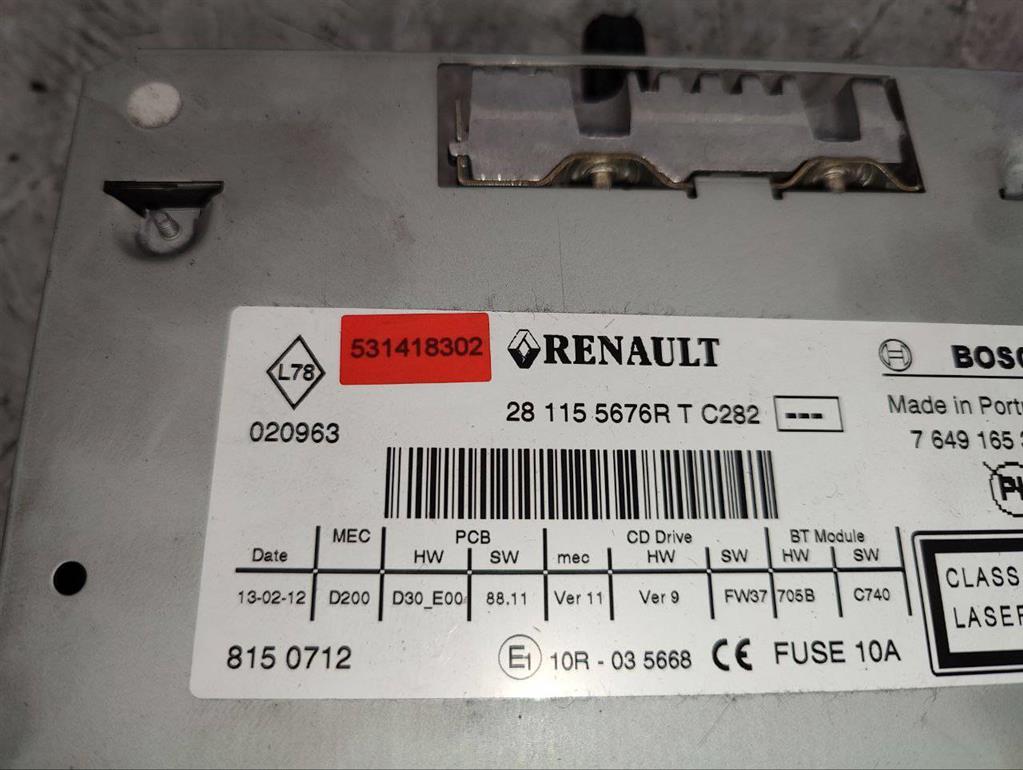 L78
531418302
RENAULT
BOSC
020963
28 115 5676R T C282
---
Made in Portu
7 649 165
MEC PCB CD Drive BT Module
Date HW SW mec HW SW HW SW
13-02-12 D200 D30_E00 88.11 Ver 11 Ver 9 FW37 705B C740
CLASS
LASER
815 0712
E1 10R - 03 5668 CE FUSE 10A